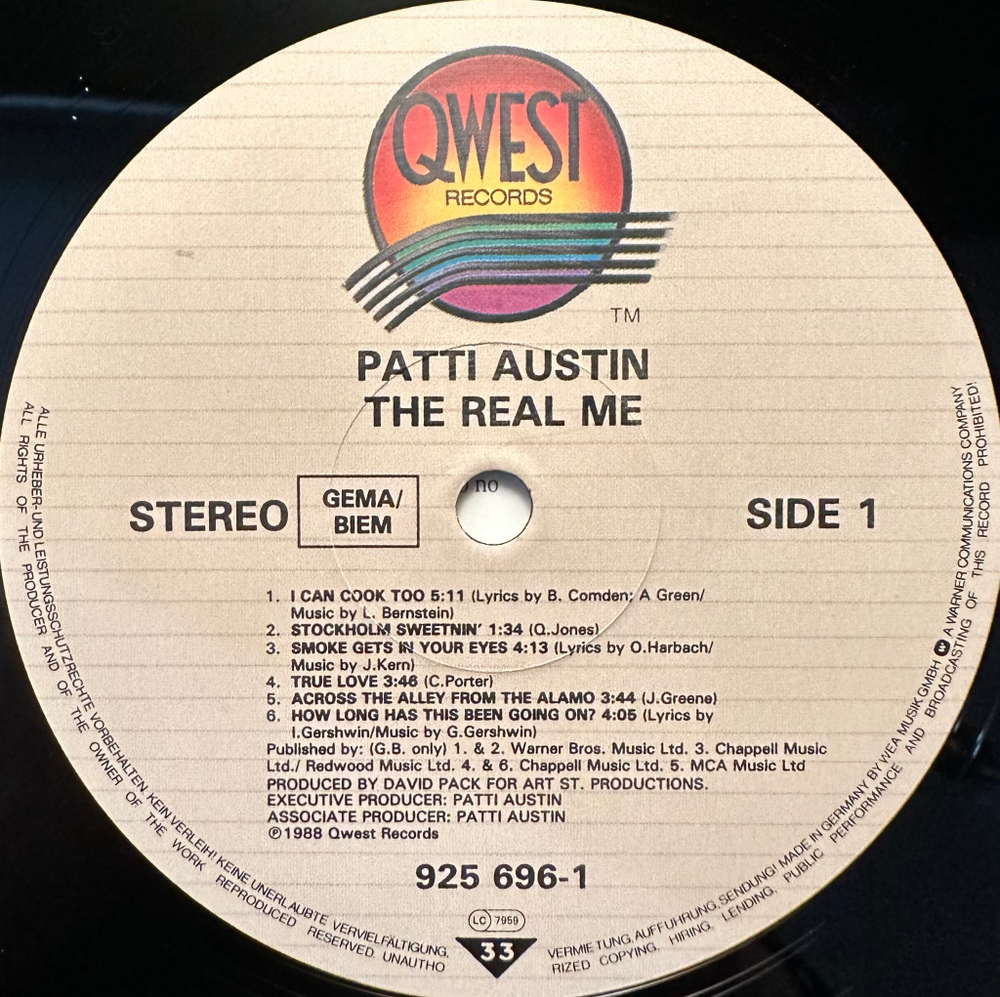 QWEST
RECORDS
TM
PATTI AUSTIN
THE REAL ME
STEREO
GEMA/
BIEM
no
SIDE 1
1. I CAN COOK TOO 5:11 (Lyrics by B. Comden; A Green/
Music by L. Bernstein)
2. STOCKHOLM SWEETNIN' 1:34 (Q.Jones)
3. SMOKE GETS IN YOUR EYES 4:13 (Lyrics by O.Harbach/
Music by J.Kern)
4. TRUE LOVE 3:46 (C.Porter)
5. ACROSS THE ALLEY FROM THE ALAMO 3:44 (J.Greene)
6. HOW LONG HAS THIS BEEN GOING ON? 4:05 (Lyrics by
I.Gershwin/Music by G.Gershwin)
Published by: (G.B. only) 1. & 2. Warner Bros. Music Ltd. 3. Chappell Music
Ltd./ Redwood Music Ltd. 4. & 6. Chappell Music Ltd. 5. MCA Music Ltd
PRODUCED BY DAVID PACK FOR ART ST. PRODUCTIONS.
EXECUTIVE PRODUCER: PATTI AUSTIN
ASSOCIATE PRODUCER: PATTI AUSTIN
℗1988 Qwest Records
925 696-1
LC 7959
33
ALLE URHEBER- UND LEISTUNGSSCHUTZRECHTE VORBEHALTEN. KEIN VERLEIH! KEINE UNERLAUBTE VERVIELFÄLTIGUNG,
VERMIETUNG, AUFFÜHRUNG, SENDUNG! MADE IN GERMANY BY WEA MUSIK GMBH A WARNER COMMUNICATIONS COMPANY
ALL RIGHTS OF THE PRODUCER AND OF THE OWNER OF THE WORK REPRODUCED RESERVED. UNAUTHO
RIZED COPYING, HIRING, LENDING, PUBLIC PERFORMANCE AND BROADCASTING OF THIS RECORD PROHIBITED!